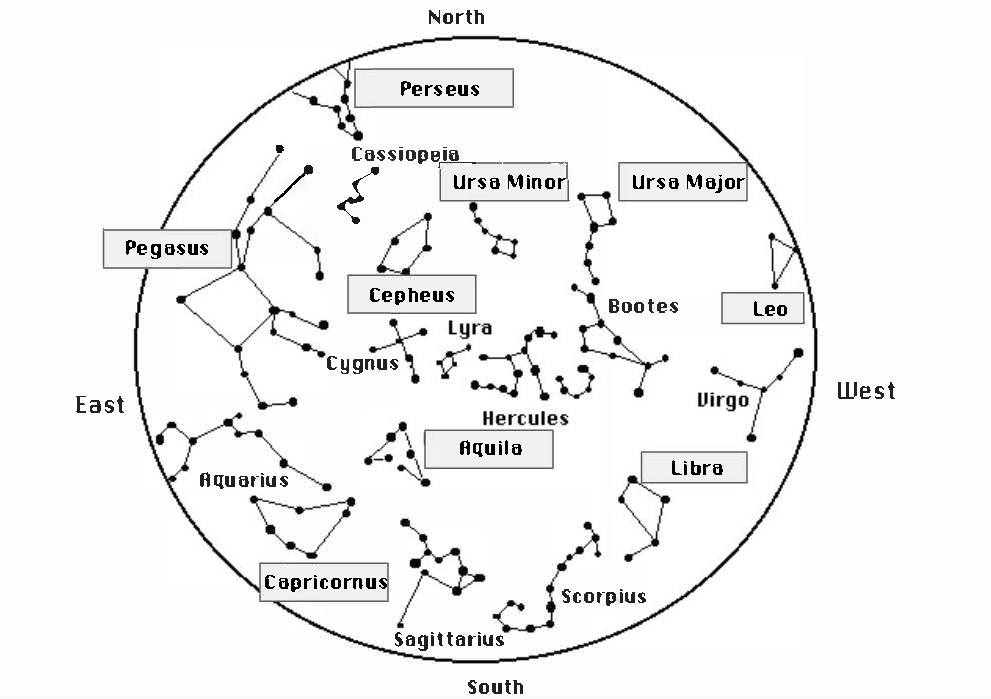 North
Perseus
Cassiopeia
Ursa Minor
Ursa Major
Pegasus
Cepheus
Leo
Bootes
Lyra
Cygnus
East
West
Virgo
Hercules
Aquila
Libra
Aquarius
Capricornus
Scorpius
Sagittarius
South